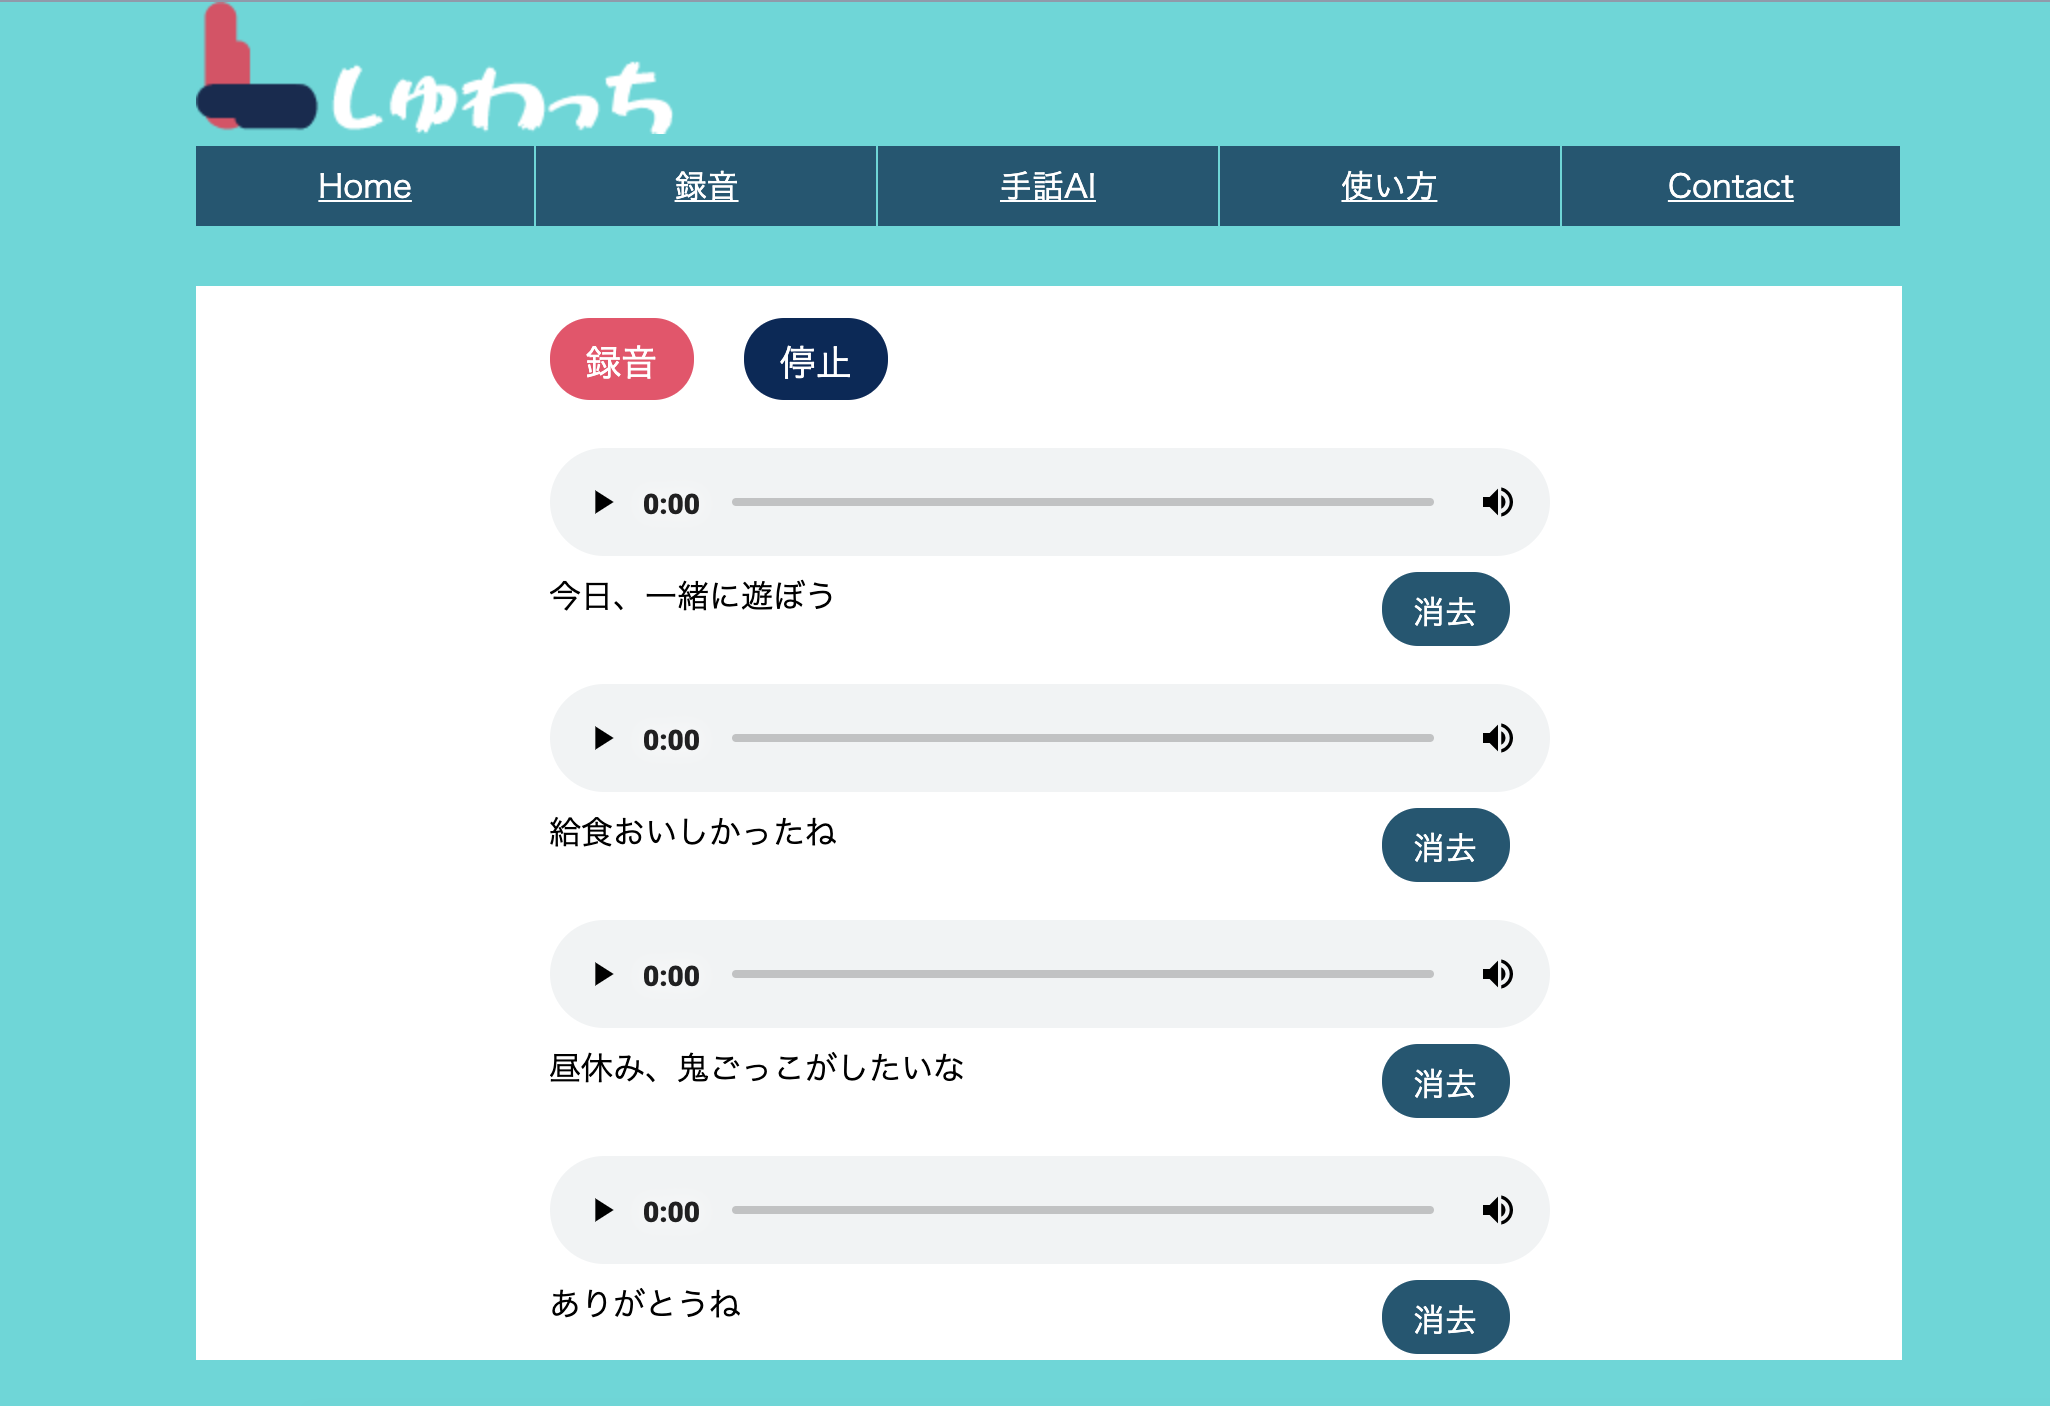 しゅわっち
Home 録音 手話AI 使い方 Contact
録音 停止
0:00
今日、一緒に遊ぼう 消去
0:00
給食おいしかったね 消去
0:00
昼休み、鬼ごっこがしたいな 消去
0:00
ありがとうね 消去